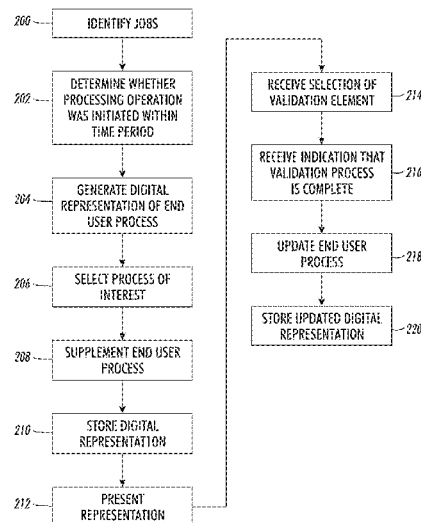 200
IDENTIFY JOBS
202
DETERMINE WHETHER
PROCESSING OPERATION
WAS INITIATED WITHIN
TIME PERIOD
204
GENERATE DIGITAL
REPRESENTATION OF END
USER PROCESS
206
SELECT PROCESS OF
INTEREST
208
SUPPLEMENT END USER
PROCESS
210
STORE DIGITAL
REPRESENTATION
212
PRESENT
REPRESENTATION
RECEIVE SELECTION OF
VALIDATION ELEMENT
214
RECEIVE INDICATION THAT
VALIDATION PROCESS
IS COMPLETE
216
UPDATE END USER
PROCESS
218
STORE UPDATED DIGITAL
REPRESENTATION
220